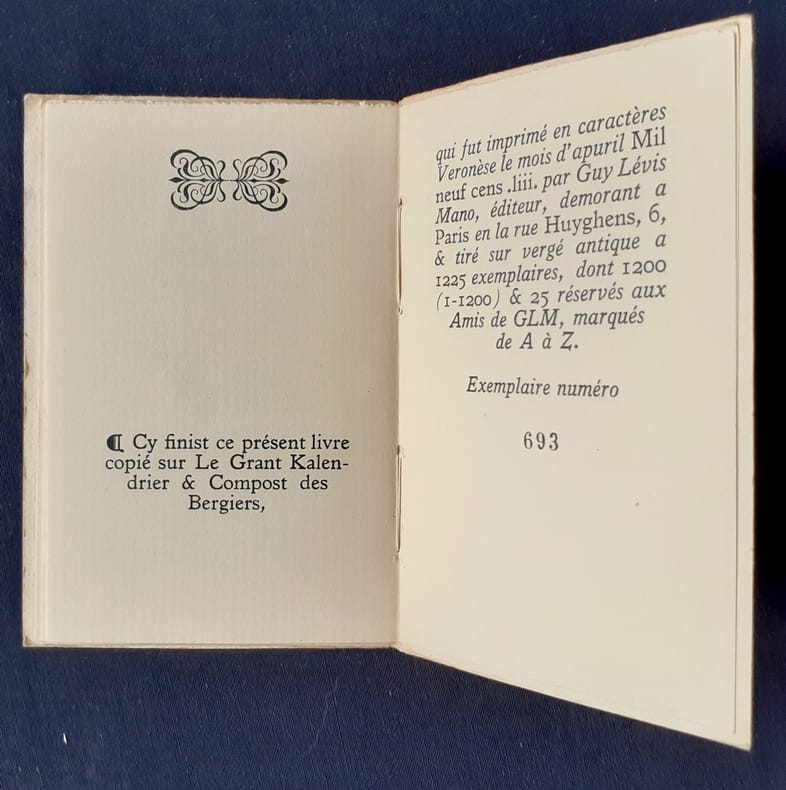 ⁋ Cy finist ce présent livre
copié sur Le Grant Kalen-
drier & Compost des
Bergiers,
qui fut imprimé en caractères
Veronèse le mois d'apuril Mil
neuf cens .liii. par Guy Lévis
Mano, éditeur, demorant a
Paris en la rue Huyghens, 6,
& tiré sur vergé antique a
1225 exemplaires, dont 1200
(1-1200) & 25 réservés aux
Amis de GLM, marqués
de A à Z.
Exemplaire numéro
693